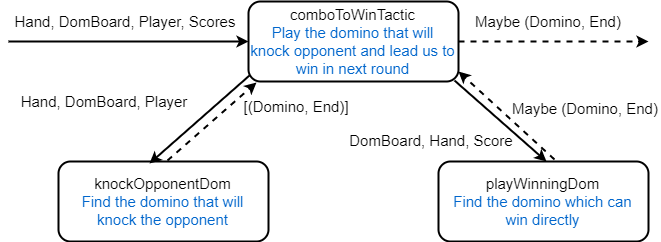 Hand, DomBoard, Player, Scores
comboToWinTactic
Play the domino that will
knock opponent and lead us to
win in next round
Maybe (Domino, End)
Hand, DomBoard, Player
[(Domino, End)]
Maybe (Domino, End)
DomBoard, Hand, Score
knockOpponentDom
Find the domino that will
knock the opponent
playWinningDom
Find the domino which can
win directly